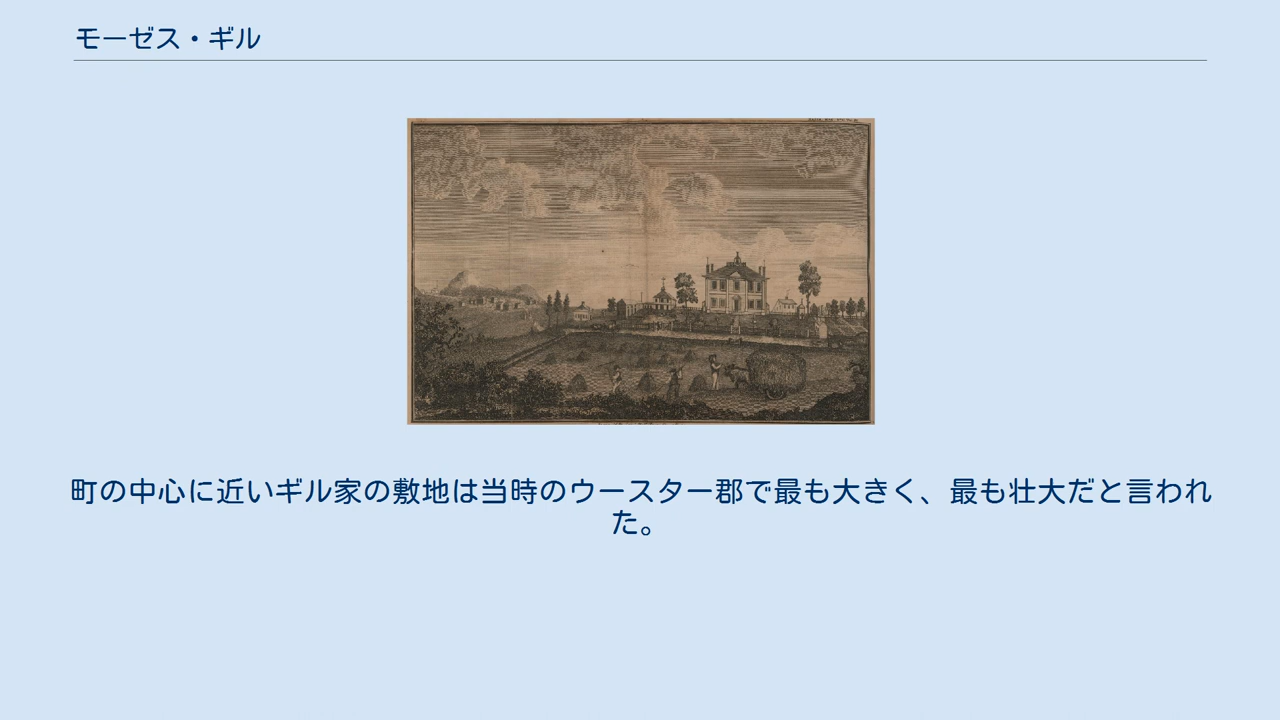 モーゼス・ギル
町の中心に近いギル家の敷地は当時のウースター郡で最も大きく、最も壮大だと言われ
た。